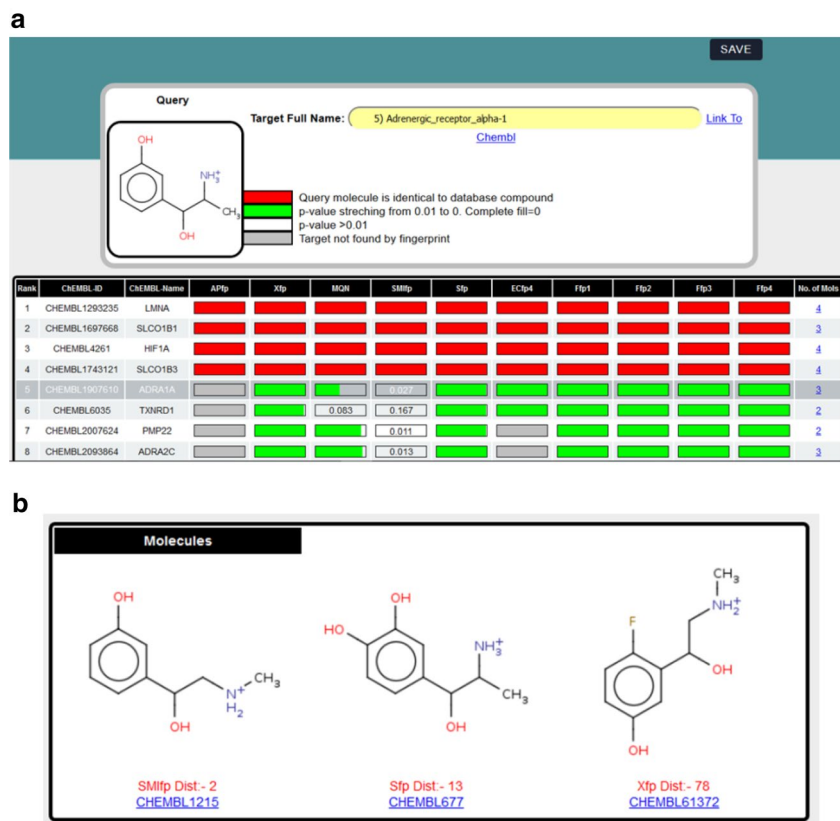 a
SAVE
Query
Target Full Name: 5) Adrenergic_receptor_alpha-1 Link To
Chembl
OH
NH3+
CH3
OH
Query molecule is identical to database compound
p-value streching from 0.01 to 0. Complete fill=0
p-value >0.01
Target not found by fingerprint
Rank ChEMBL-ID ChEMBL-Name APfp Xfp MQN SMIfp Sfp ECfp4 Ffp1 Ffp2 Ffp3 Ffp4 No. of Mols
1 CHEMBL1293235 LMNA 4
2 CHEMBL1697668 SLCO1B1 3
3 CHEMBL4261 HIF1A 4
4 CHEMBL1743121 SLCO1B3 4
5 CHEMBL1907610 ADRA1A 0.027 3
6 CHEMBL6035 TXNRD1 0.083 0.167 2
7 CHEMBL2007624 PMP22 0.011 2
8 CHEMBL2093864 ADRA2C 0.013 3
b
Molecules
OH
CH3
N+
H2
OH
SMIfp Dist:- 2
CHEMBL1215
OH
HO
NH3+
CH3
OH
Sfp Dist:- 13
CHEMBL677
CH3
NH2+
F
OH
OH
Xfp Dist:- 78
CHEMBL61372